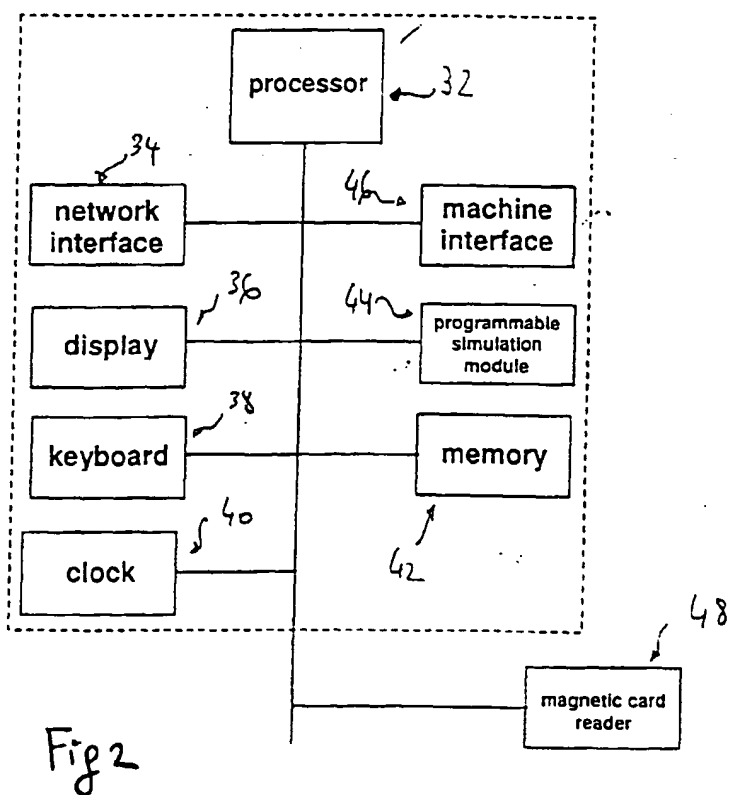 processor
32
34
network
interface
46
machine
interface
36
display
44
programmable
simulation
module
38
keyboard
memory
40
clock
42
48
magnetic card
reader
Fig 2